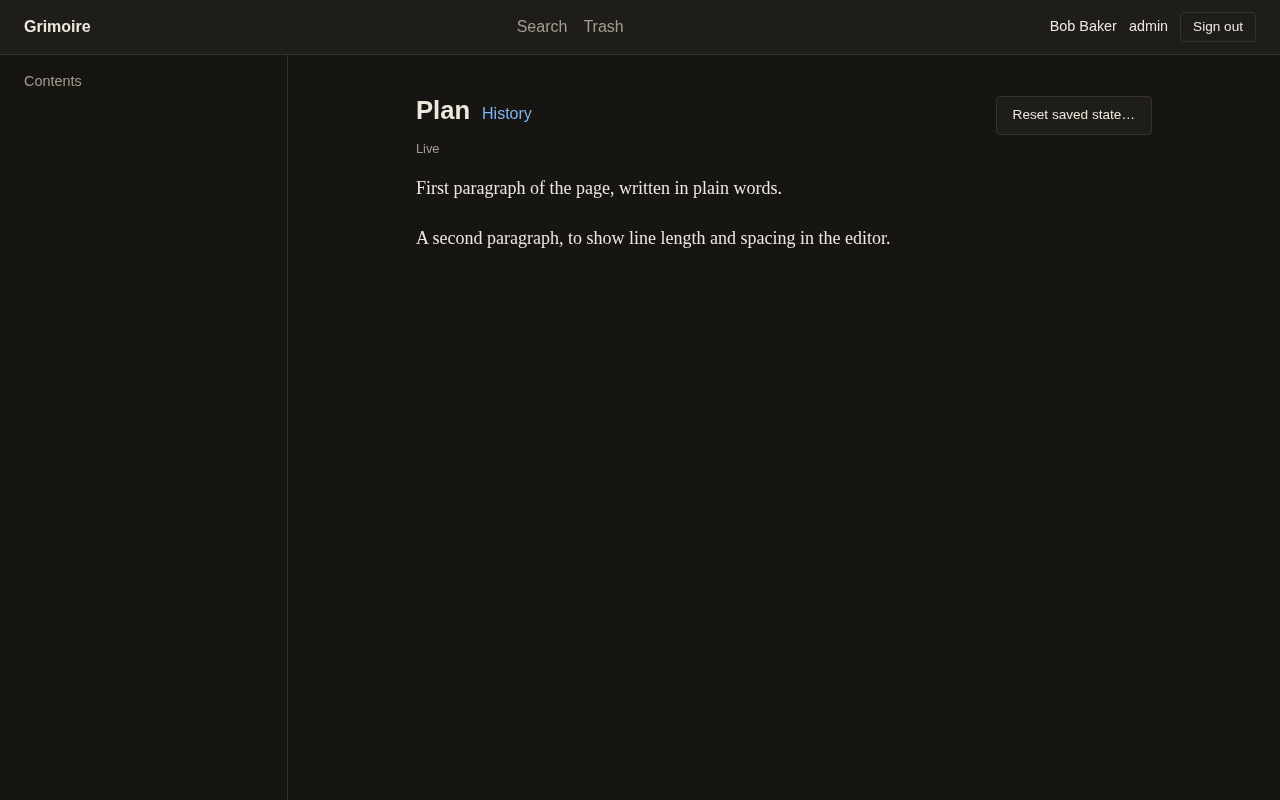 Grimoire
Search Trash
Bob Baker admin Sign out
Contents
Plan History
Reset saved state…
Live
First paragraph of the page, written in plain words.
A second paragraph, to show line length and spacing in the editor.